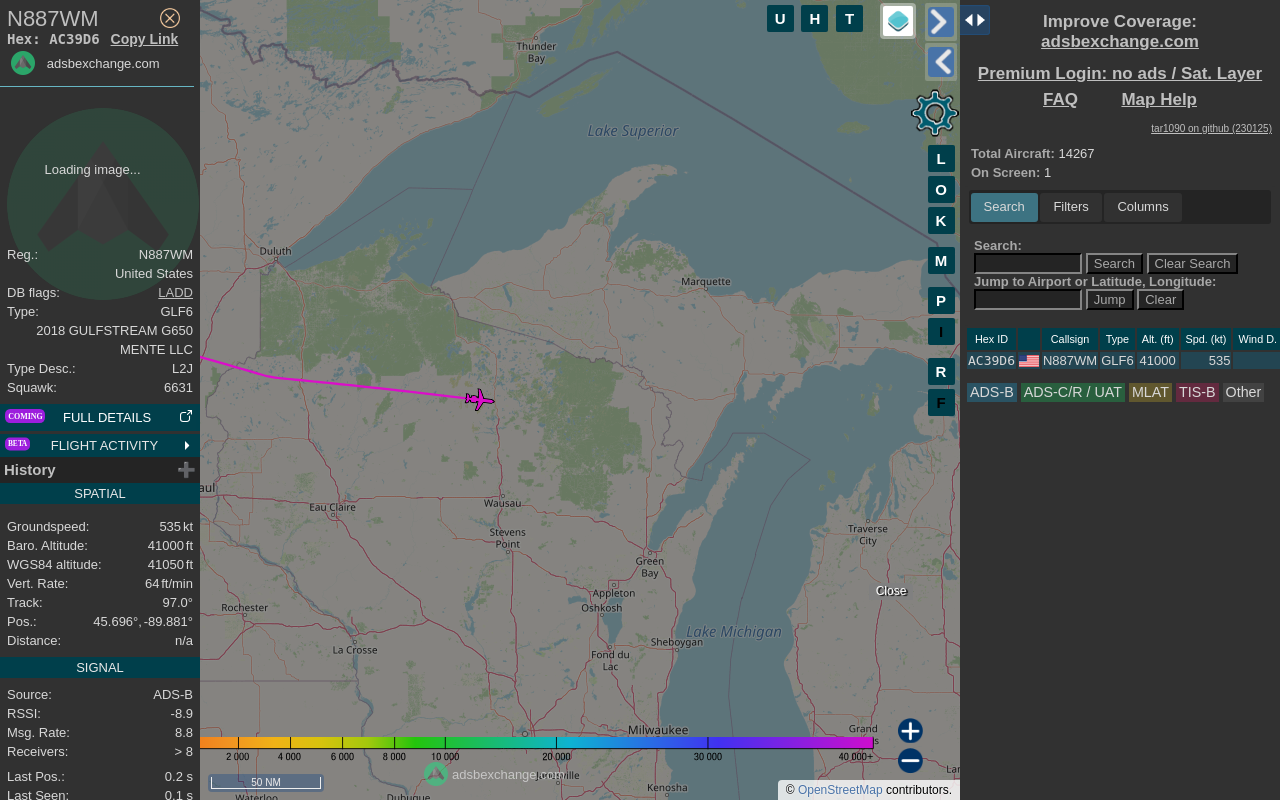 N887WM
Hex: AC39D6 Copy Link
adsbexchange.com
Loading image...
Reg.: N887WM
United States
DB flags: LADD
Type: GLF6
2018 GULFSTREAM G650
MENTE LLC
Type Desc.: L2J
Squawk: 6631
COMING FULL DETAILS
BETA FLIGHT ACTIVITY
History
SPATIAL
Groundspeed: 535 kt
Baro. Altitude: 41000 ft
WGS84 altitude: 41050 ft
Vert. Rate: 64 ft/min
Track: 97.0°
Pos.: 45.696°, -89.881°
Distance: n/a
SIGNAL
Source: ADS-B
RSSI: -8.9
Msg. Rate: 8.8
Receivers: > 8
Last Pos.: 0.2 s
Last Seen: 0.1 s
U H T
Thunder
Bay
Lake Superior
Duluth
Marquette
L
O
K
M
P
I
R
F
aul
Eau Claire
Wausau
Stevens
Point
Green
Bay
Traverse
City
Appleton
Oshkosh
Close
Rochester
La Crosse
Fond du
Lac
Sheboygan
Lake Michigan
Milwaukee
Grand
s
2 000 4 000 6 000 8 000 10 000 20 000 30 000 40 000+
50 NM
adsbexchange.com
Waterloo
Dubuque
Kenosha
Lan
© OpenStreetMap contributors.
Improve Coverage:
adsbexchange.com
Premium Login: no ads / Sat. Layer
FAQ Map Help
tar1090 on github (230125)
Total Aircraft: 14267
On Screen: 1
Search Filters Columns
Search:
Search Clear Search
Jump to Airport or Latitude, Longitude:
Jump Clear
Hex ID Callsign Type Alt. (ft) Spd. (kt) Wind D.
AC39D6 N887WM GLF6 41000 535
ADS-B ADS-C/R / UAT MLAT TIS-B Other